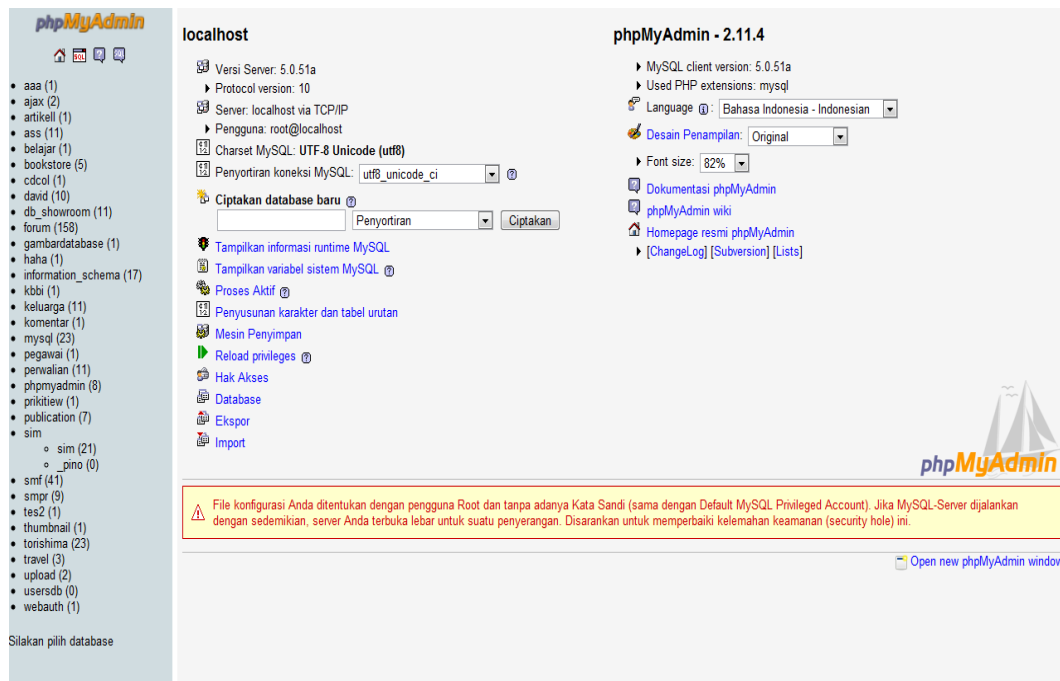 phpMyAdmin
SQL
aaa (1)
ajax (2)
artikell (1)
ass (11)
belajar (1)
bookstore (5)
cdcol (1)
david (10)
db_showroom (11)
forum (158)
gambardatabase (1)
haha (1)
information_schema (17)
kbbi (1)
keluarga (11)
komentar (1)
mysql (23)
pegawai (1)
perwalian (11)
phpmyadmin (8)
prikitiew (1)
publication (7)
sim
sim (21)
_pino (0)
smf (41)
smpr (9)
tes2 (1)
thumbnail (1)
torishima (23)
travel (3)
upload (2)
usersdb (0)
webauth (1)
Silakan pilih database
localhost
Versi Server: 5.0.51a
Protocol version: 10
Server: localhost via TCP/IP
Pengguna: root@localhost
Charset MySQL: UTF-8 Unicode (utf8)
Penyortiran koneksi MySQL: utf8_unicode_ci
Ciptakan database baru
Penyortiran Ciptakan
Tampilkan informasi runtime MySQL
Tampilkan variabel sistem MySQL
Proses Aktif
Penyusunan karakter dan tabel urutan
Mesin Penyimpan
Reload privileges
Hak Akses
Database
Ekspor
Import
phpMyAdmin - 2.11.4
MySQL client version: 5.0.51a
Used PHP extensions: mysql
Language : Bahasa Indonesia - Indonesian
Desain Penampilan: Original
Font size: 82%
Dokumentasi phpMyAdmin
phpMyAdmin wiki
Homepage resmi phpMyAdmin
[ChangeLog] [Subversion] [Lists]
phpMyAdmin
File konfigurasi Anda ditentukan dengan pengguna Root dan tanpa adanya Kata Sandi (sama dengan Default MySQL Privileged Account). Jika MySQL-Server dijalankan
dengan sedemikian, server Anda terbuka lebar untuk suatu penyerangan. Disarankan untuk memperbaiki kelemahan keamanan (security hole) ini.
Open new phpMyAdmin window